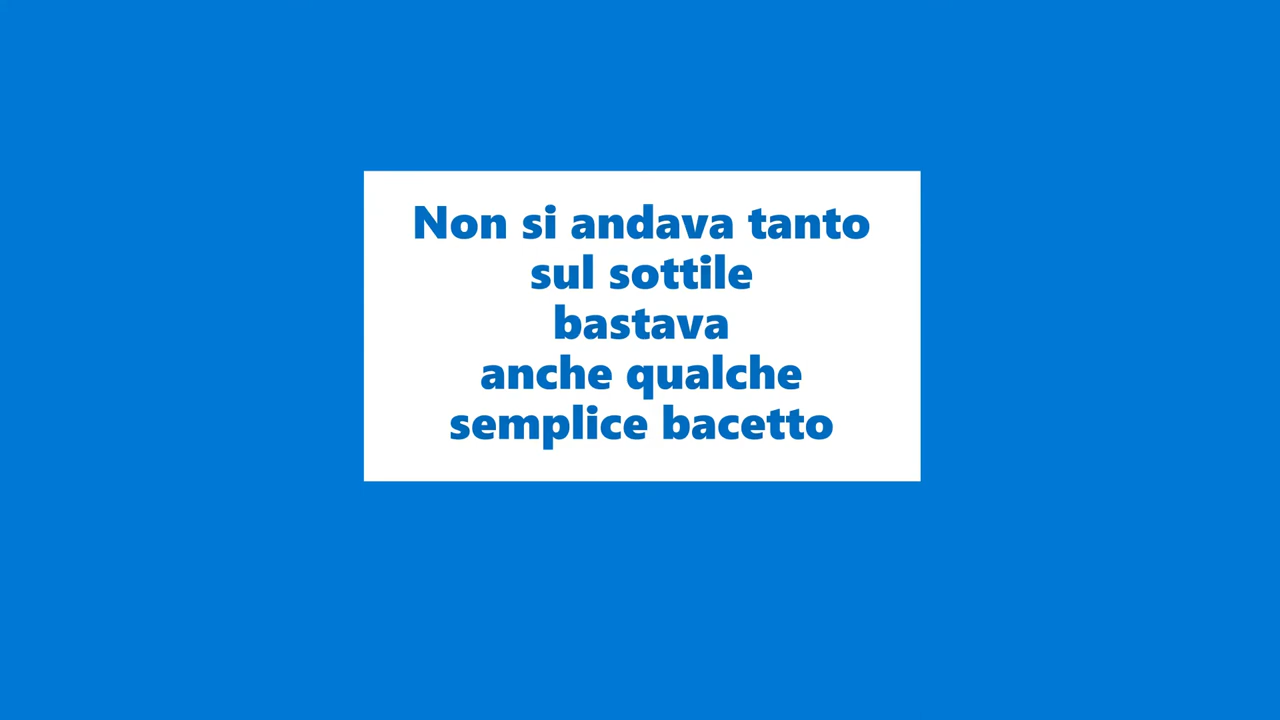 Non si andava tanto
sul sottile
bastava
anche qualche
semplice bacetto